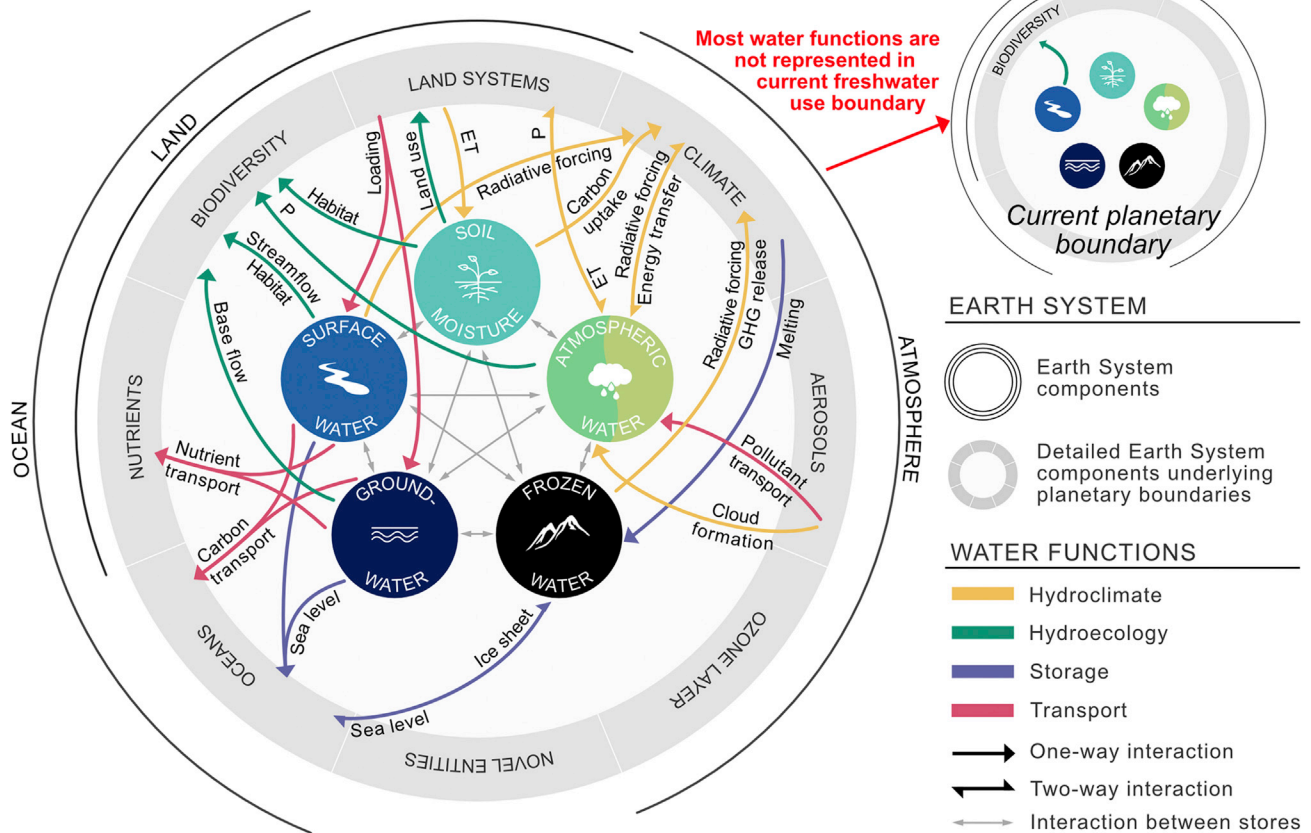 Most water functions are
not represented in
current freshwater
use boundary
BIODIVERSITY
Current planetary
boundary
LAND
OCEAN
ATMOSPHERE
LAND SYSTEMS
CLIMATE
AEROSOLS
OZONE LAYER
NOVEL ENTITIES
OCEANS
NUTRIENTS
BIODIVERSITY
Loading
Land use
ET
P
Radiative forcing
Carbon
uptake
Radiative forcing
Energy transfer
ET
Habitat
P
Streamflow
Habitat
Base flow
Radiative forcing
GHG release
Melting
SOIL
MOISTURE
SURFACE
WATER
ATMOSPHERIC
WATER
GROUND-
WATER
FROZEN
WATER
Nutrient
transport
Carbon
transport
Pollutant
transport
Cloud
formation
Sea level
Ice sheet
Sea level
EARTH SYSTEM
Earth System
components
Detailed Earth System
components underlying
planetary boundaries
WATER FUNCTIONS
Hydroclimate
Hydroecology
Storage
Transport
One-way interaction
Two-way interaction
Interaction between stores